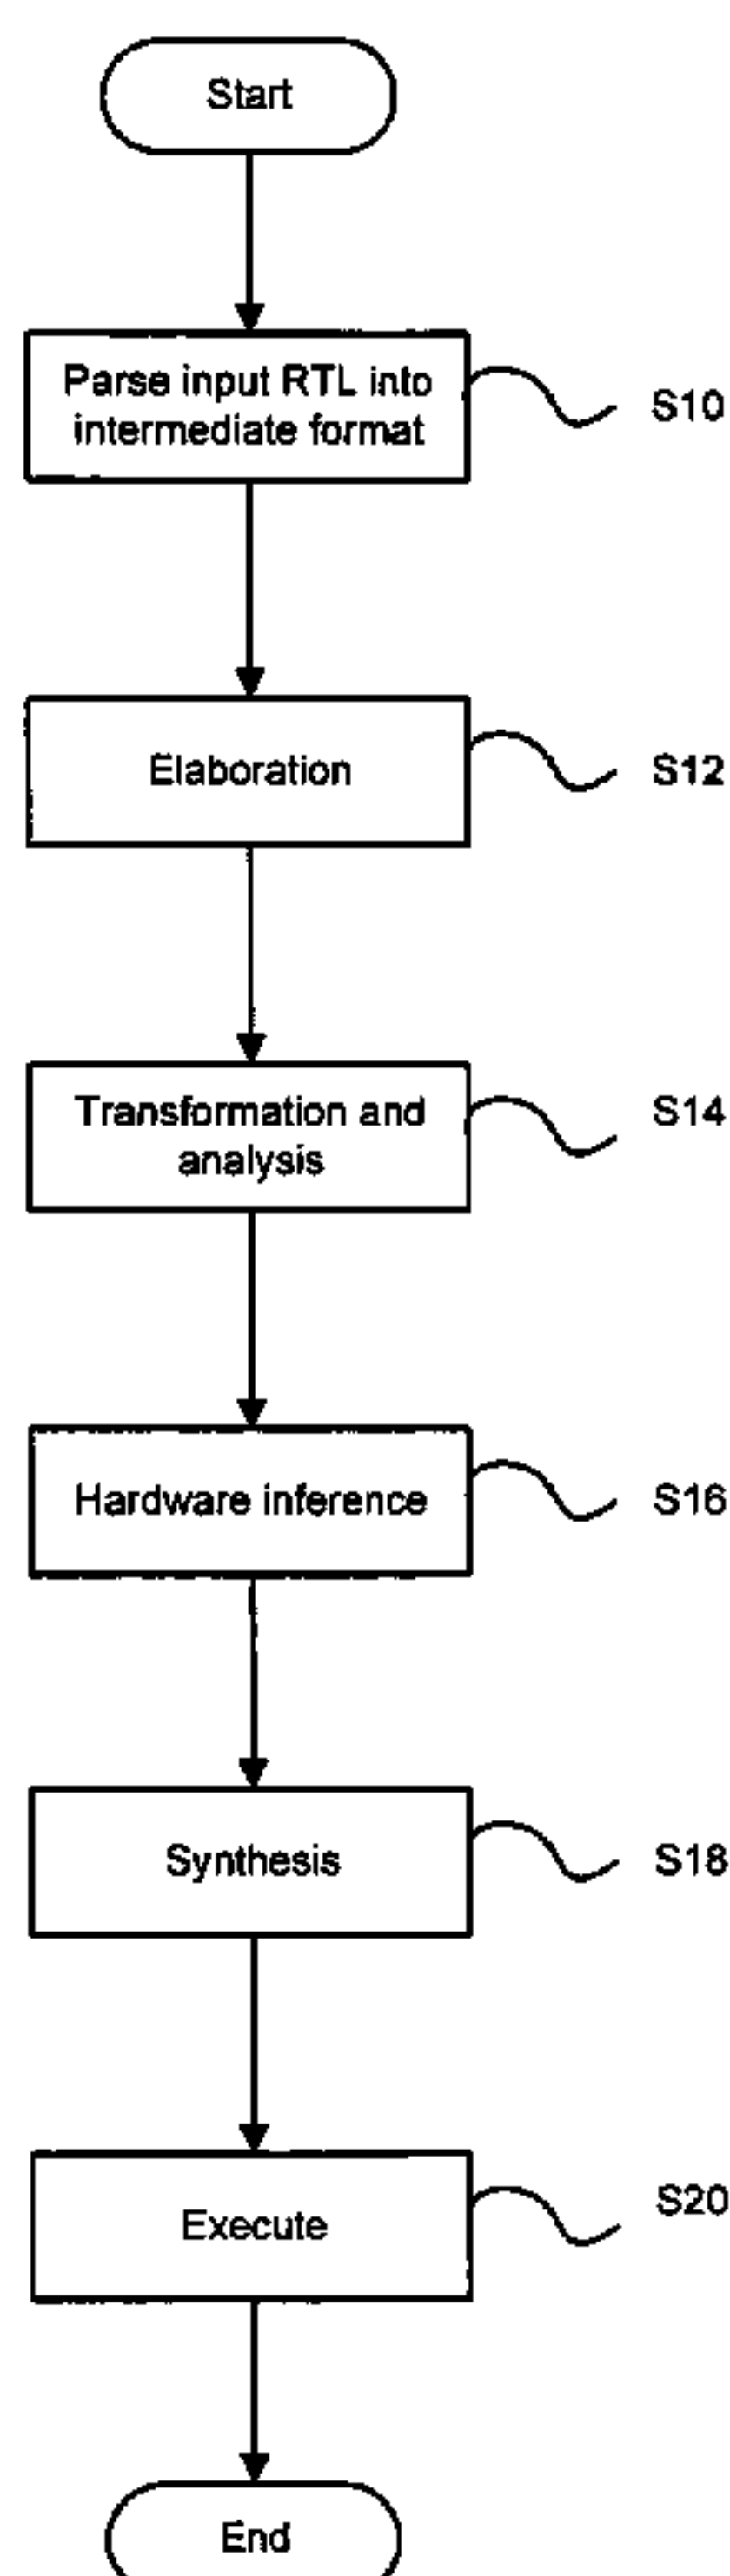 Start
Parse input RTL into
intermediate format
S10
Elaboration
S12
Transformation and
analysis
S14
Hardware inference
S16
Synthesis
S18
Execute
S20
End